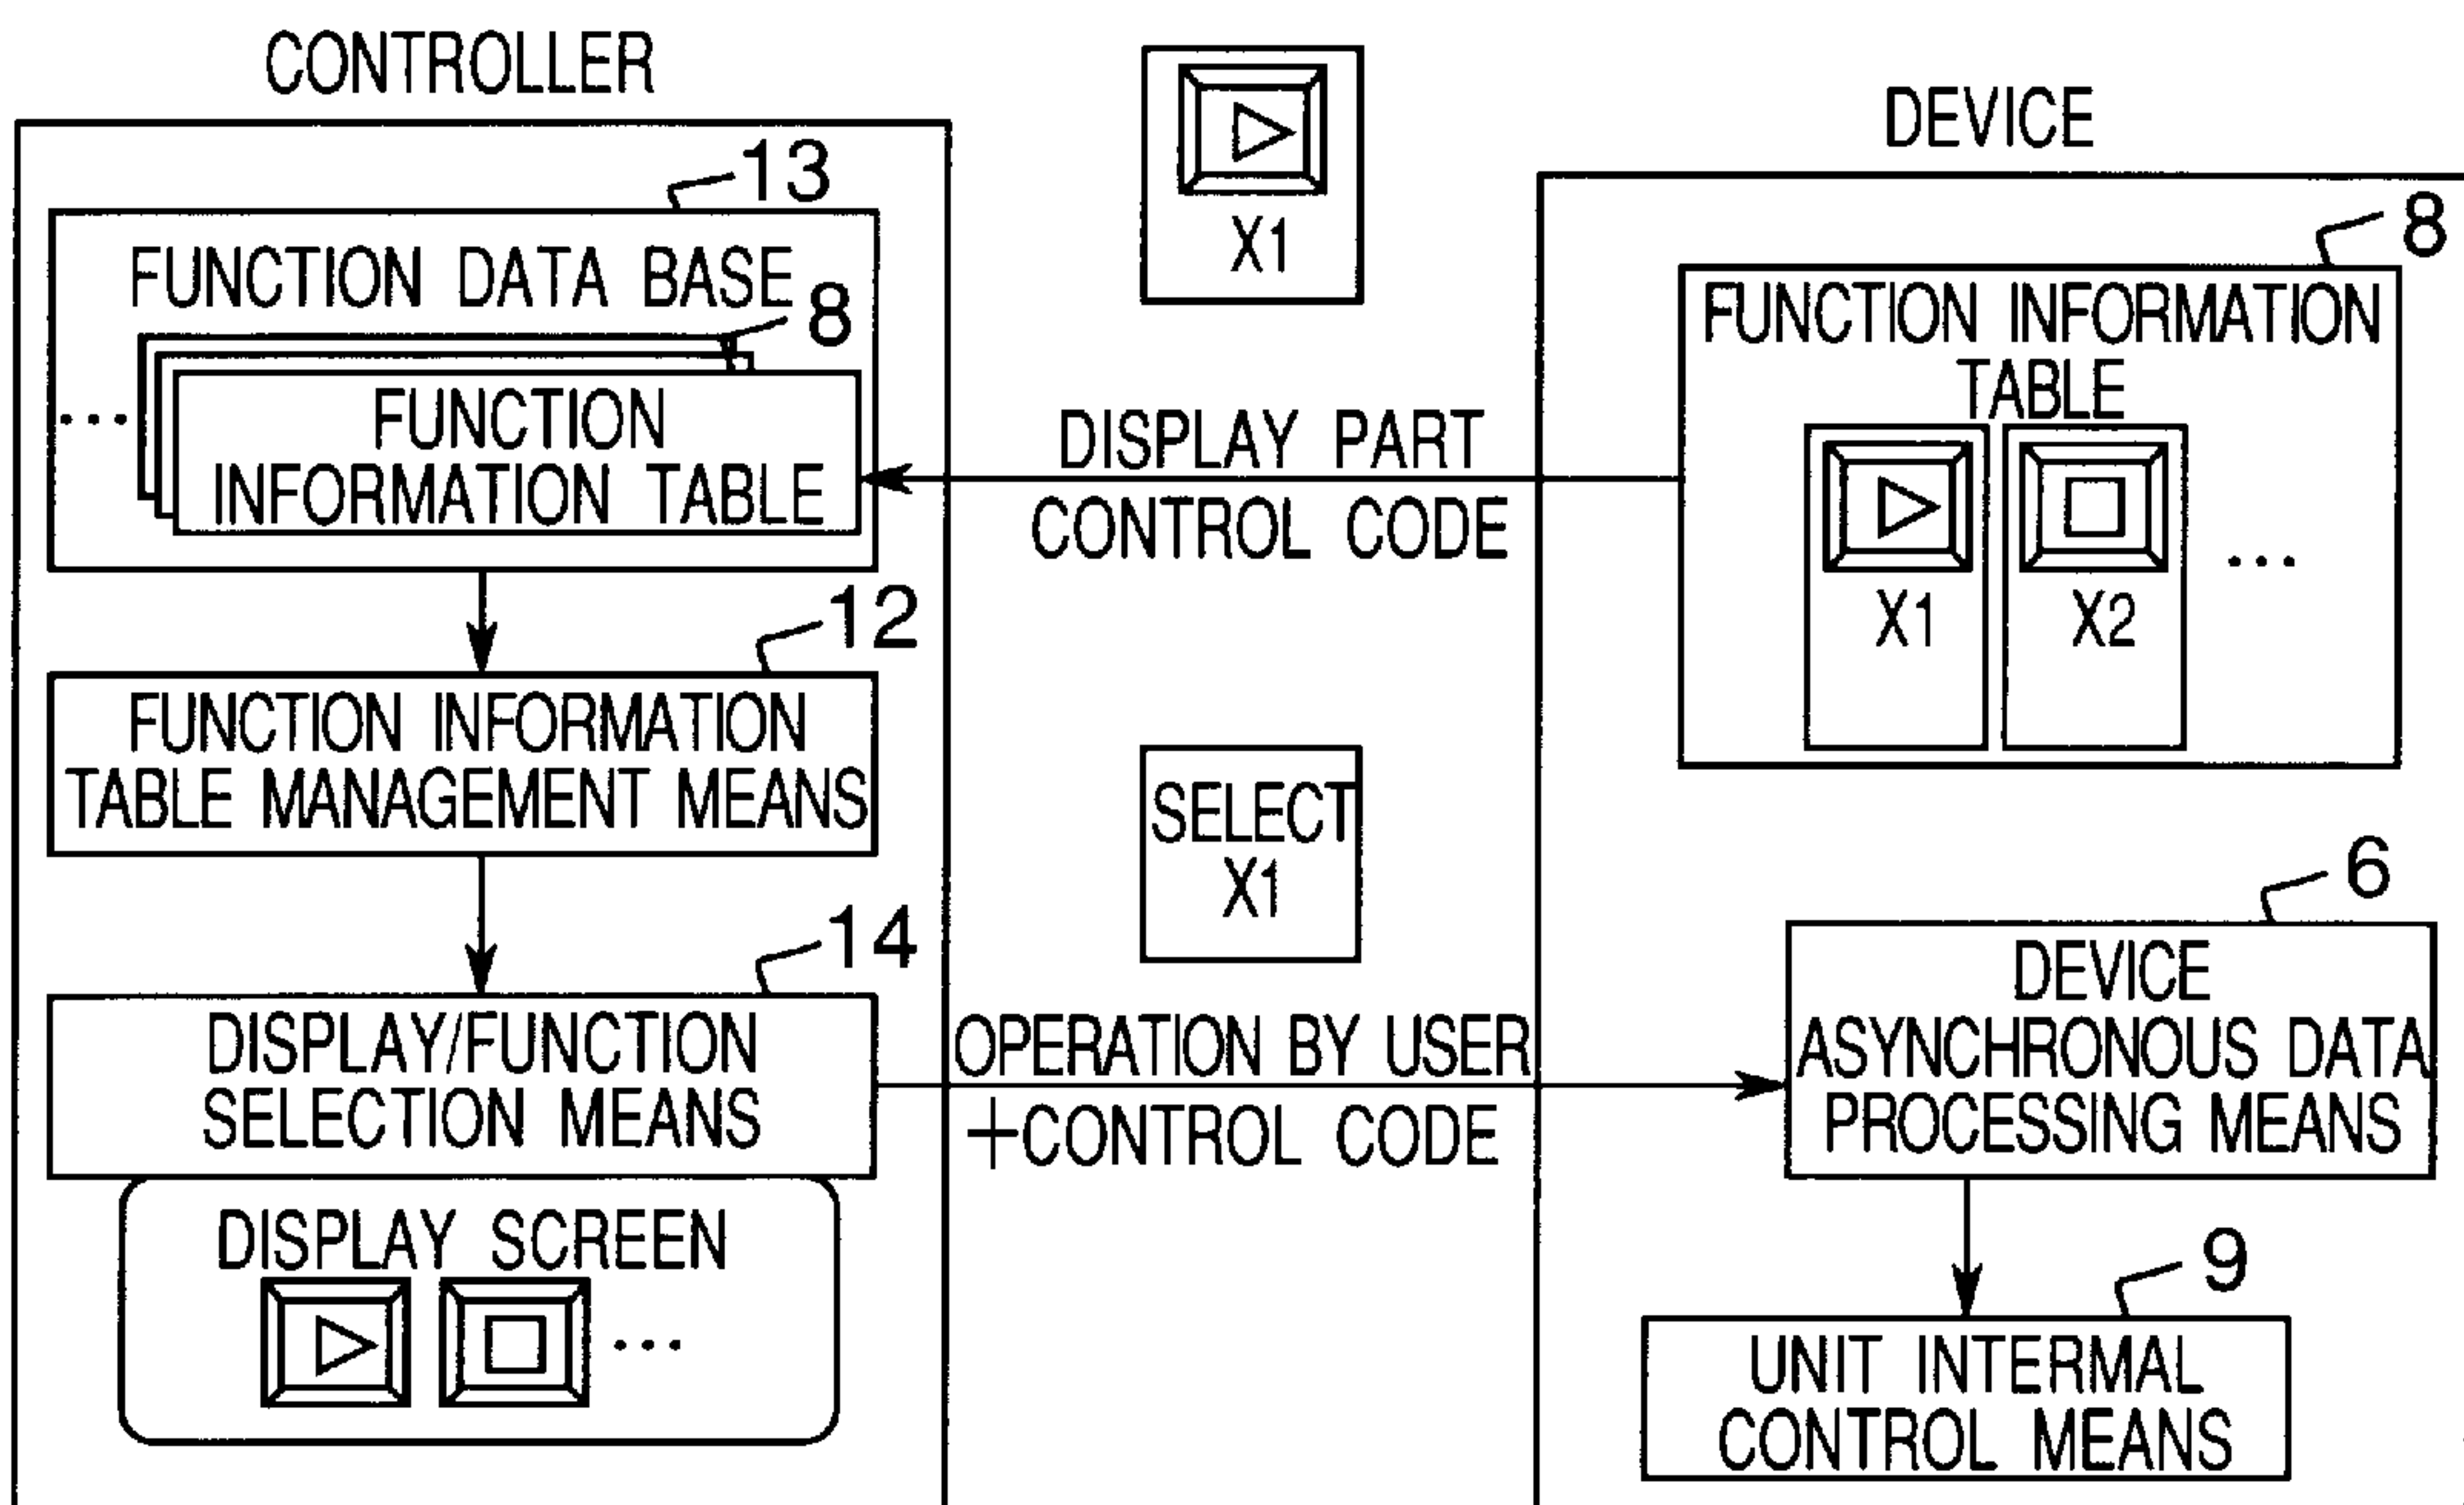 CONTROLLER
13
FUNCTION DATA BASE
8
...
FUNCTION
INFORMATION TABLE
12
FUNCTION INFORMATION
TABLE MANAGEMENT MEANS
14
DISPLAY/FUNCTION
SELECTION MEANS
DISPLAY SCREEN
...
X1
DISPLAY PART
CONTROL CODE
SELECT
X1
OPERATION BY USER
+CONTROL CODE
DEVICE
8
FUNCTION INFORMATION
TABLE
X1
X2
...
6
DEVICE
ASYNCHRONOUS DATA
PROCESSING MEANS
9
UNIT INTERMAL
CONTROL MEANS